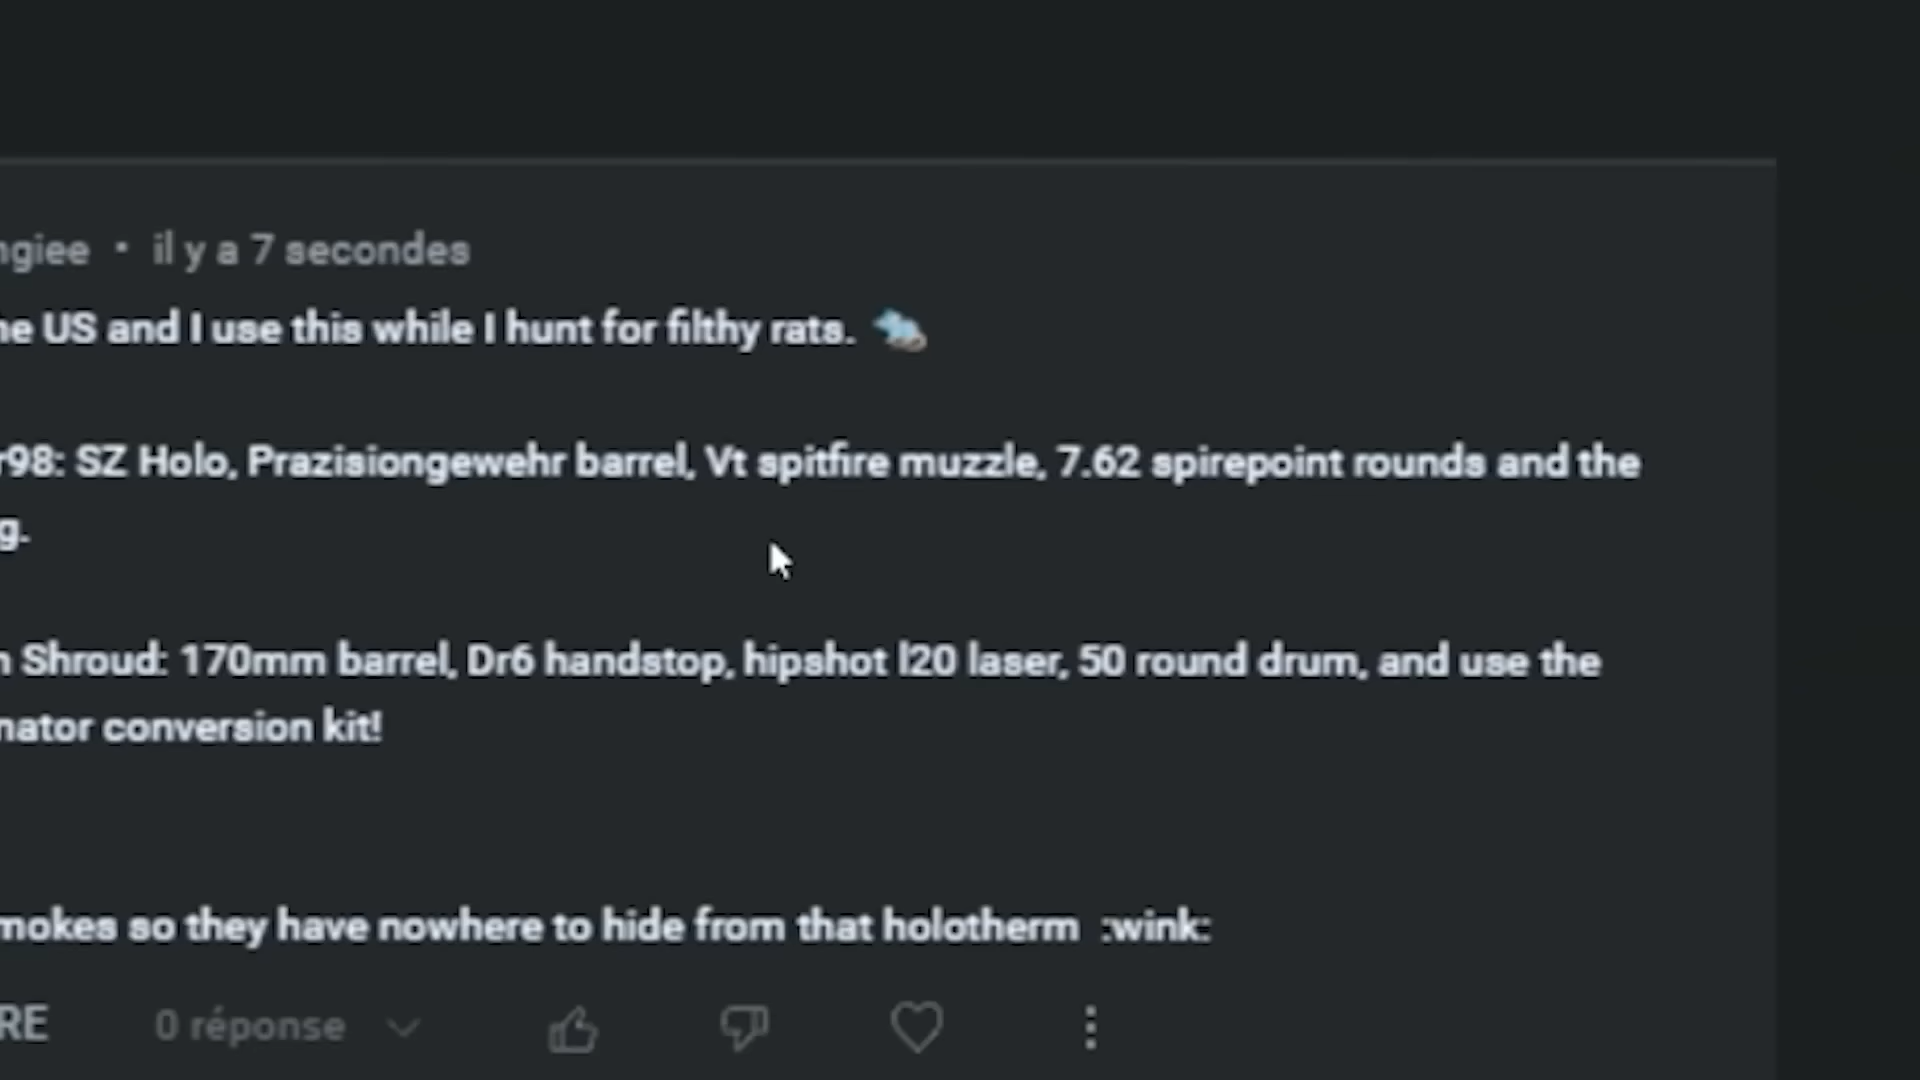 ngiee • il y a 7 secondes
he US and I use this while I hunt for filthy rats. 🐀
r98: SZ Holo, Prazisiongewehr barrel, Vt spitfire muzzle, 7.62 spirepoint rounds and the
g.
n Shroud: 170mm barrel, Dr6 handstop, hipshot l20 laser, 50 round drum, and use the
nator conversion kit!
mokes so they have nowhere to hide from that holotherm :wink:
RE 0 réponse